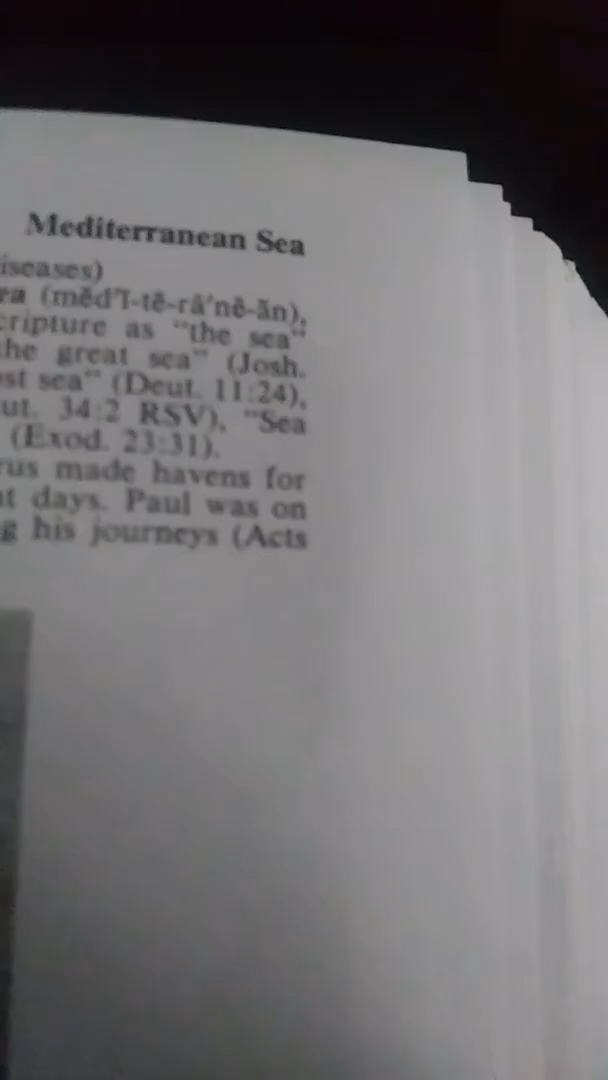 Mediterranean Sea
iseases)
ea (mĕd'ĭ-tĕ-rā'nē-ăn),
cripture as "the sea"
he great sea" (Josh.
ost sea" (Deut. 11:24),
ut. 34:2 RSV), "Sea
(Exod. 23:31).
rus made havens for
nt days. Paul was on
g his journeys (Acts